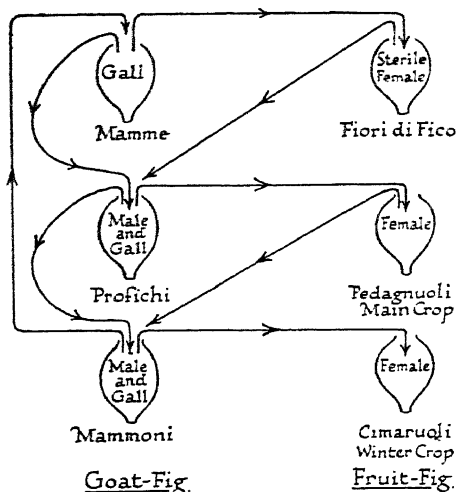 Gall
Mamme
Sterile
Female
Fiori di Fico
Male
and
Gall
Profichi
Female
Pedagnuoli
Main Crop
Male
and
Gall
Mammoni
Female
Cimaruoli
Winter Crop
Goat-Fig
Fruit-Fig